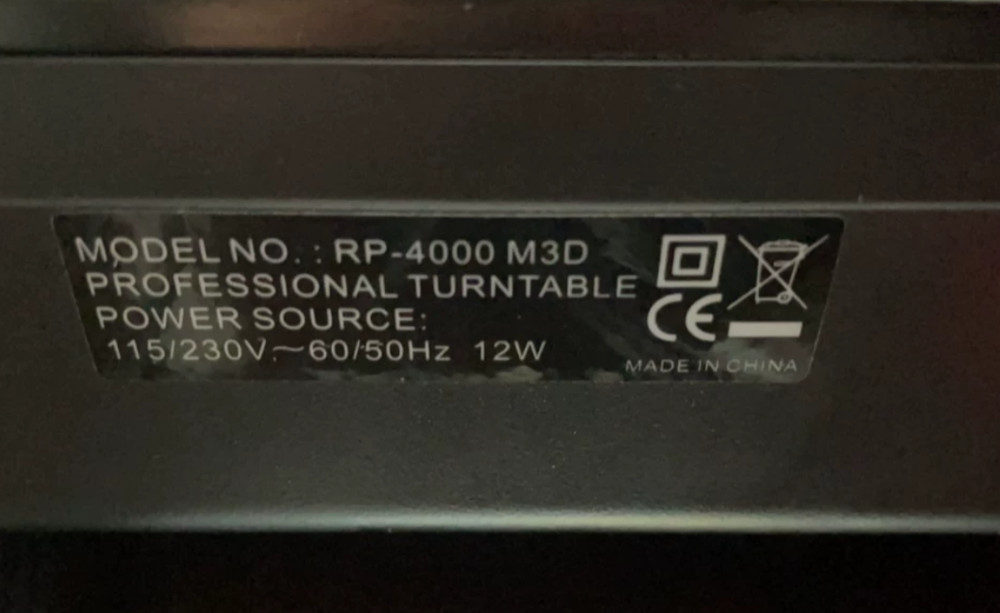 MODEL NO. : RP-4000 M3D
PROFESSIONAL TURNTABLE
POWER SOURCE:
115/230V~60/50Hz 12W
CE
MADE IN CHINA